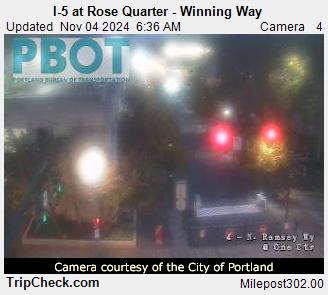 I-5 at Rose Quarter - Winning Way
Updated Nov 04 2024 6:36 AM Camera 4
PBOT
PORTLAND BUREAU OF TRANSPORTATION
4 - N. Ramsey Wy
@ One Ctr
Camera courtesy of the City of Portland
TripCheck.com Milepost302.00